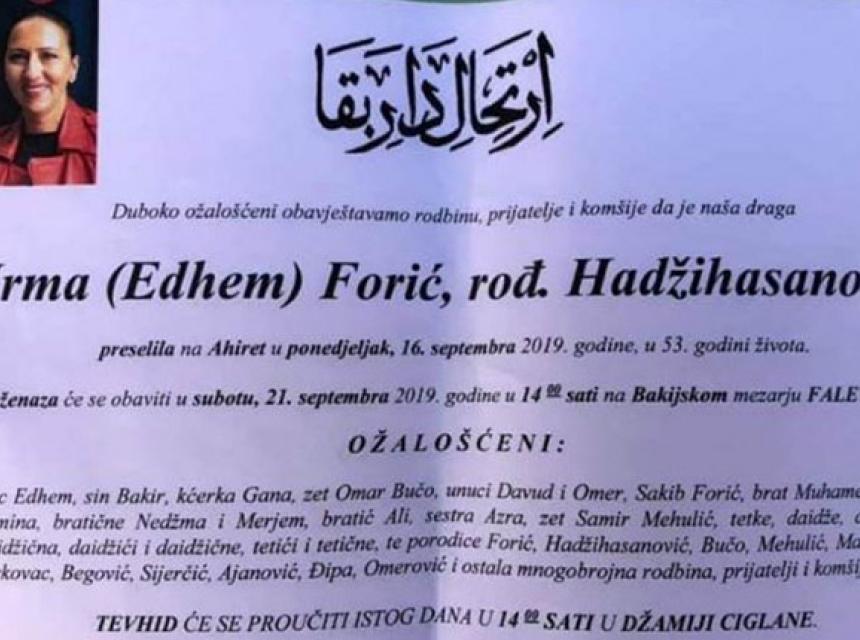 اِرْتِحَالِ دَارِبَقَا
Duboko ožalošćeni obavještavamo rodbinu, prijatelje i komšije da je naša draga
rma (Edhem) Forić, rođ. Hadžihasano
preselila na Ahiret u ponedjeljak, 16. septembra 2019. godine, u 53. godini života.
ženaza će se obaviti u subotu, 21. septembra 2019. godine u 14 00 sati na Bakijskom mezarju FALE
OŽALOŠĆENI:
c Edhem, sin Bakir, kćerka Gana, zet Omar Bučo, unuci Davud i Omer, Sakib Forić, brat Muhame
mina, bratične Nedžma i Merjem, bratić Ali, sestra Azra, zet Samir Mehulić, tetke, daidže,
idžična, daidžići i daidžične, tetići i tetične, te porodice Forić, Hadžihasanović, Bučo, Mehulić, Ma
kovac, Begović, Sijerčić, Ajanović, Đipa, Omerović i ostala mnogobrojna rodbina, prijatelji i komšij
TEVHID ĆE SE PROUČITI ISTOG DANA U 14 00 SATI U DŽAMIJI CIGLANE.